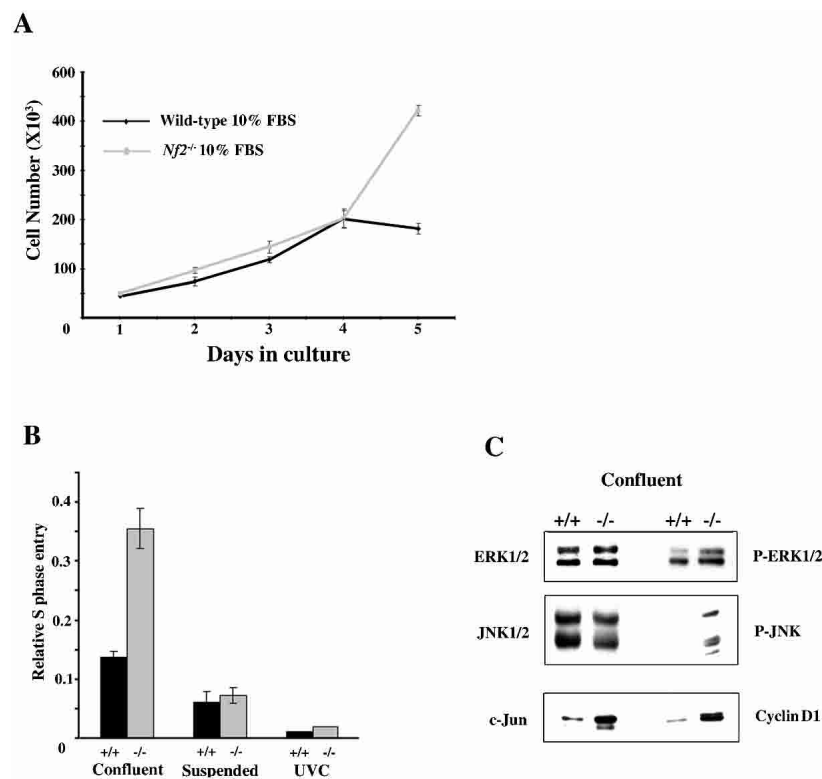 A
600
400
300
200
100
0
Cell Number (X10³)
Wild-type 10% FBS
Nf2-/- 10% FBS
1 2 3 4 5
Days in culture
B
0.4
0.3
0.2
0.1
0
Relative S phase entry
+/+ -/- +/+ -/- +/+ -/-
Confluent Suspended UVC
C
Confluent
+/+ -/- +/+ -/-
ERK1/2 P-ERK1/2
JNK1/2 P-JNK
c-Jun Cyclin D1